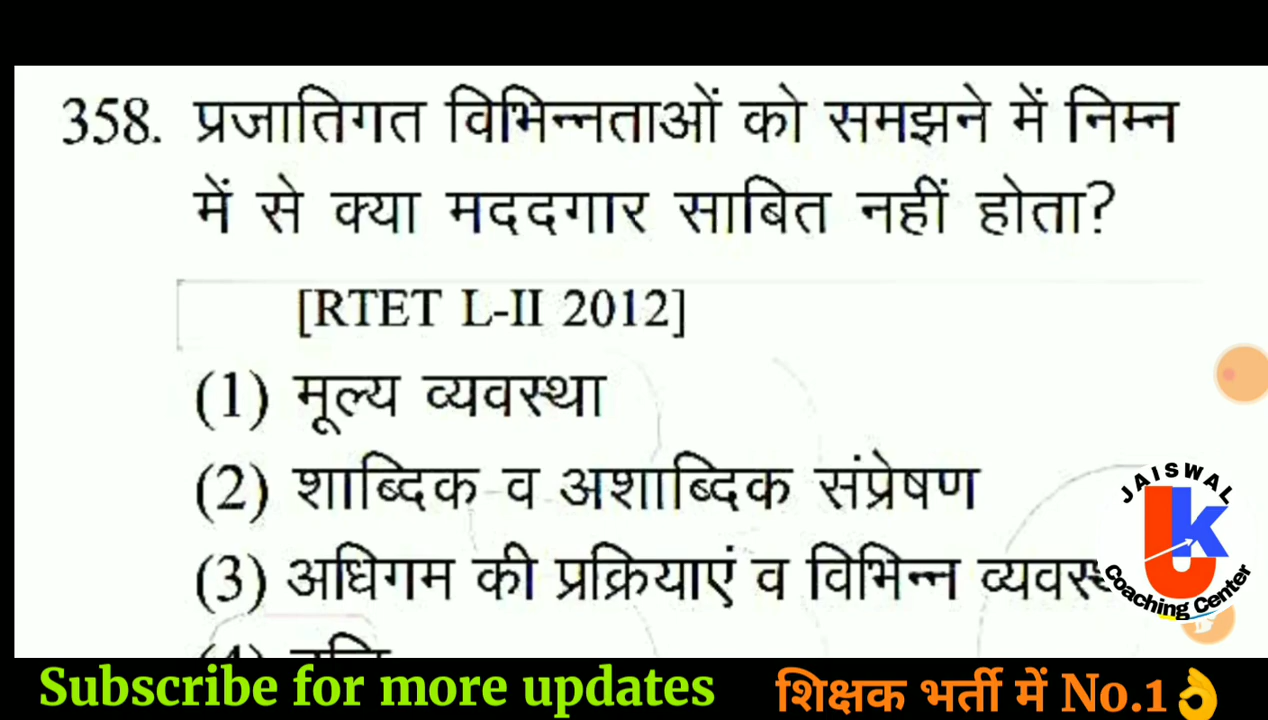 358. प्रजातिगत विभिन्नताओं को समझने में निम्न
में से क्या मददगार साबित नहीं होता?
[RTET L-II 2012]
(1) मूल्य व्यवस्था
(2) शाब्दिक व अशाब्दिक संप्रेषण
(3) अधिगम की प्रक्रियाएं व विभिन्न
JAISWAL
UK
Coaching Center
Subscribe for more updates
शिक्षक भर्ती में No.1👌